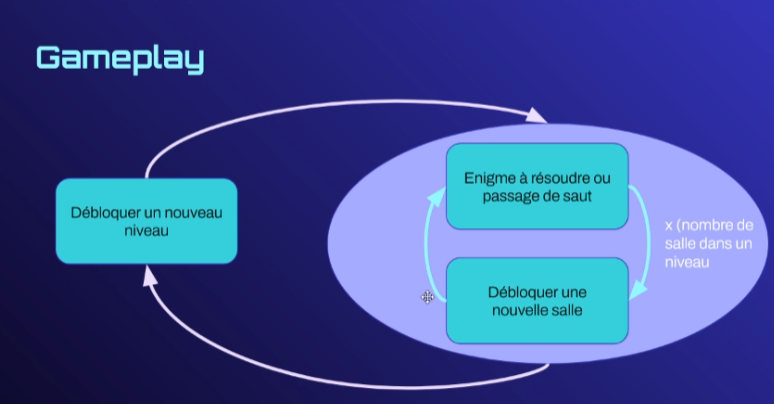 Gameplay
Débloquer un nouveau
niveau
Enigme à résoudre ou
passage de saut
x (nombre de
salle dans un
niveau
Débloquer une
nouvelle salle